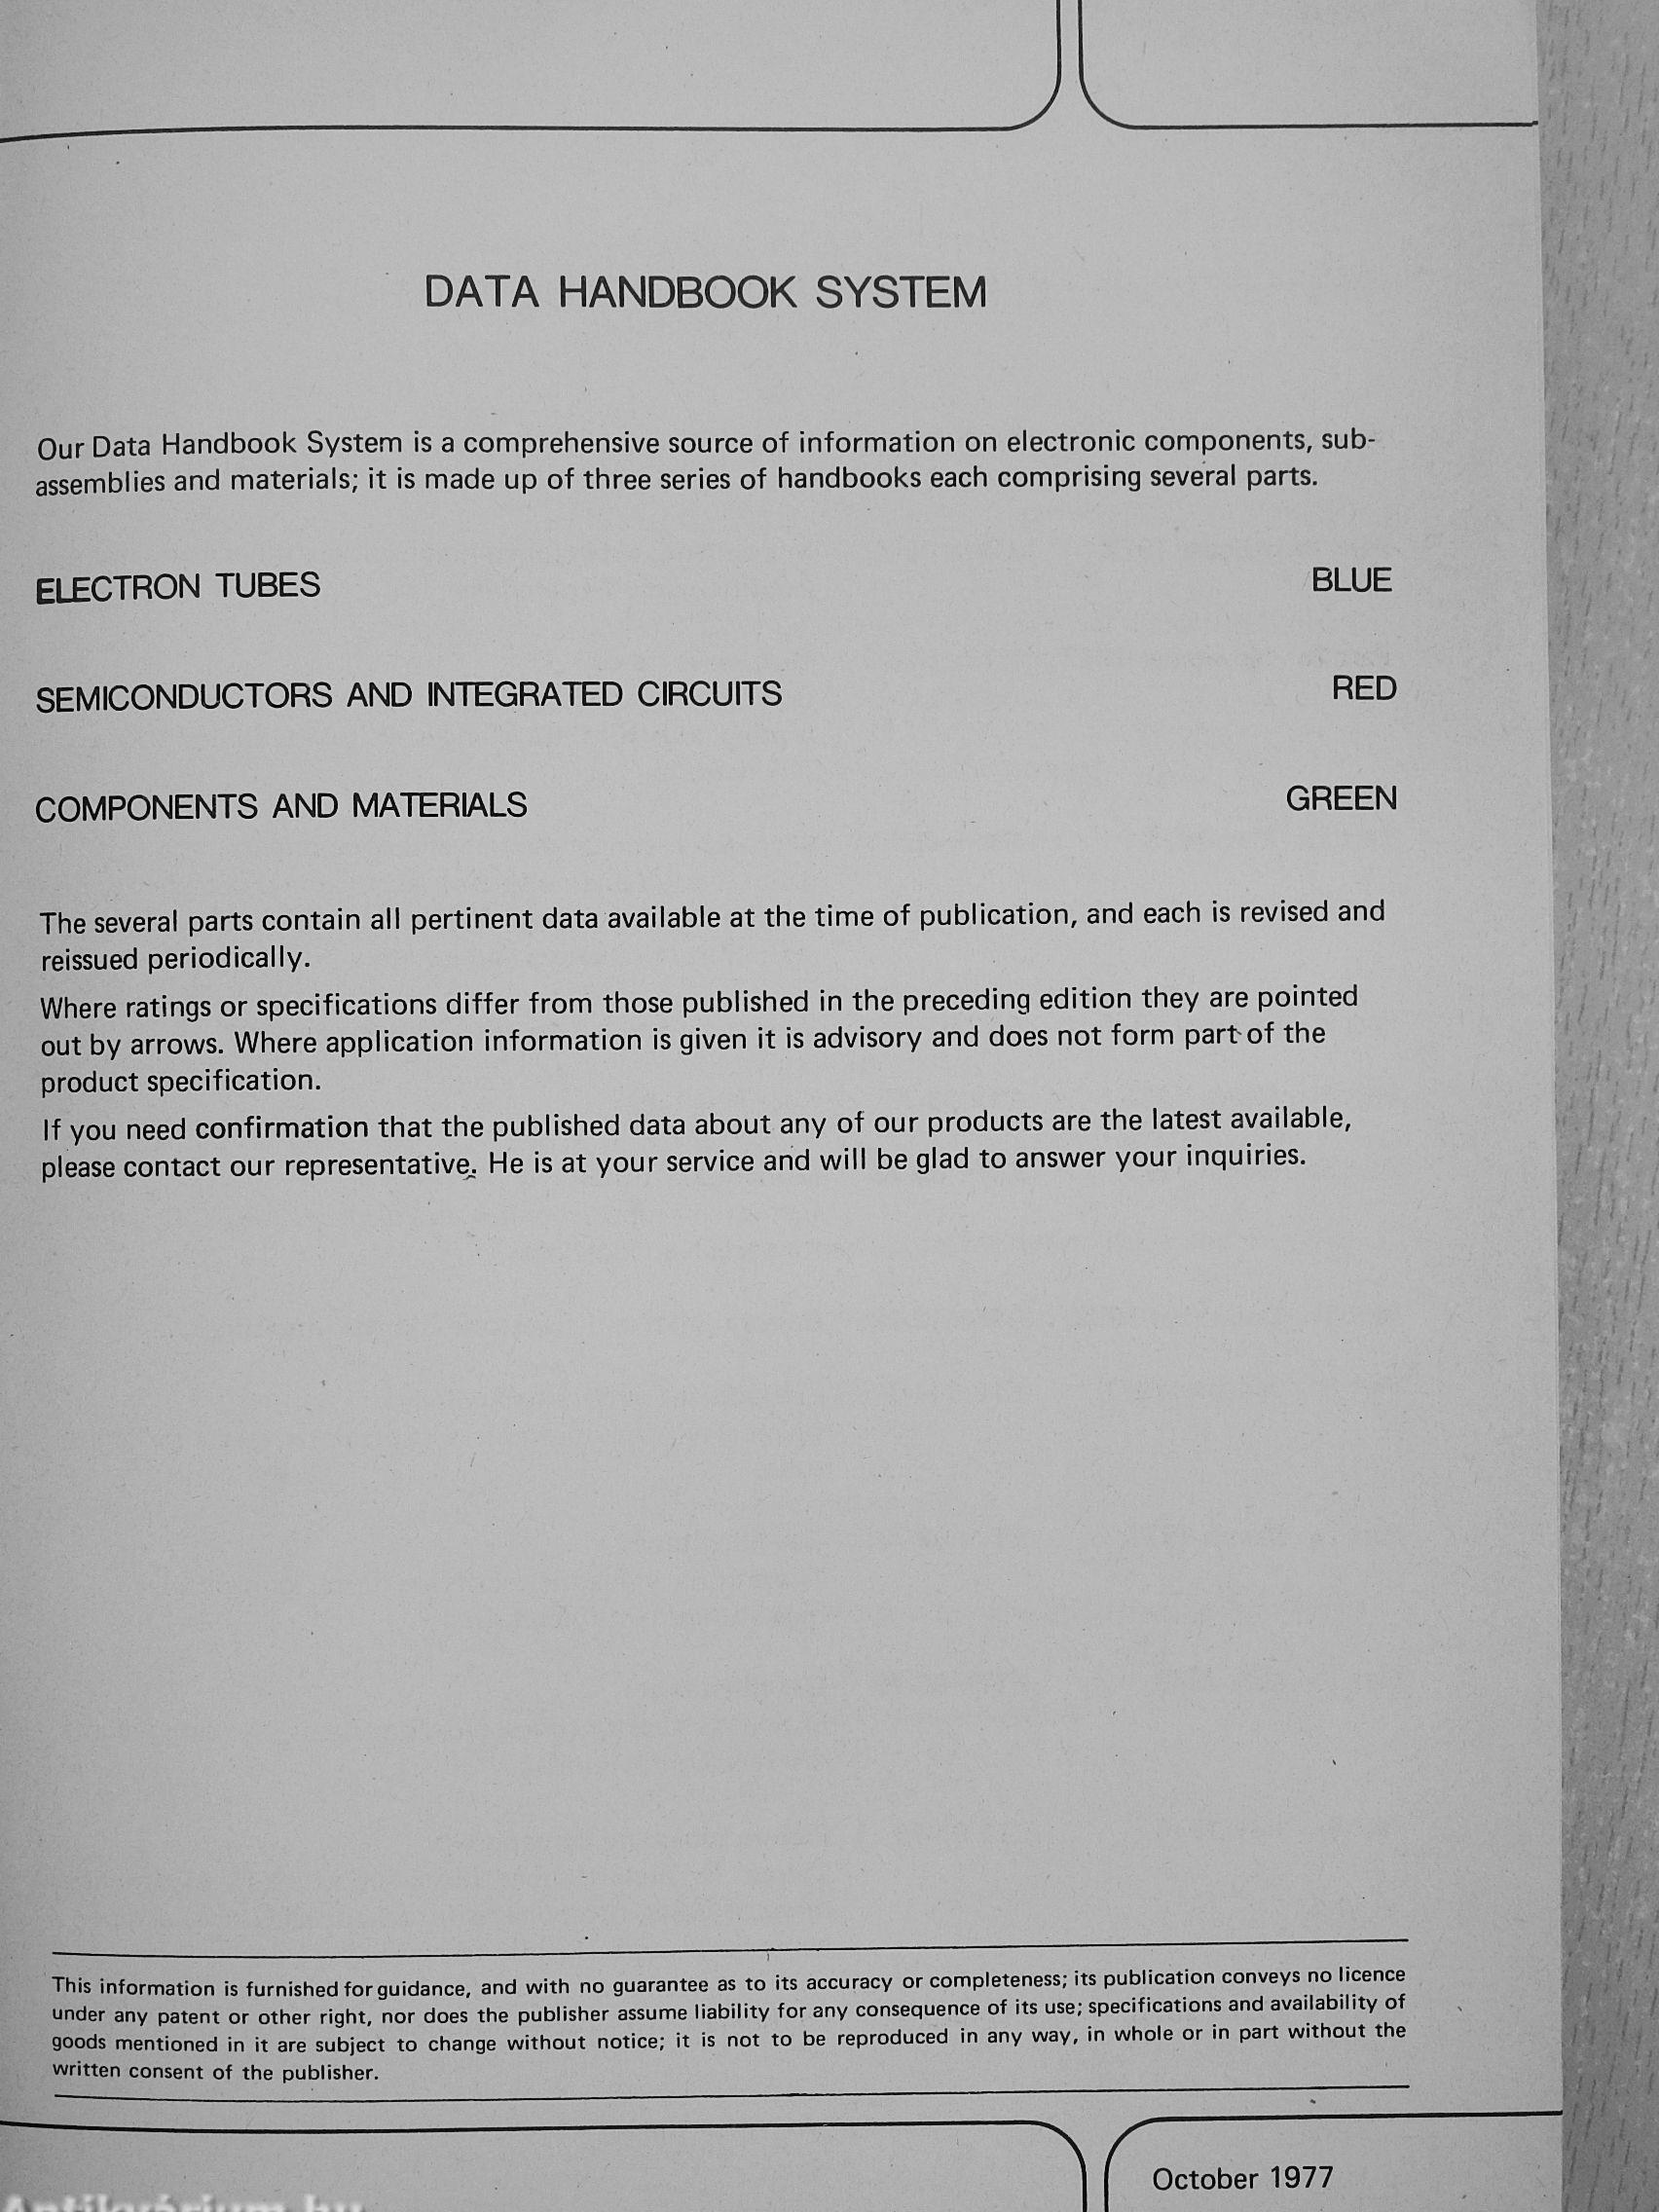 DATA HANDBOOK SYSTEM
Our Data Handbook System is a comprehensive source of information on electronic components, sub-
assemblies and materials; it is made up of three series of handbooks each comprising several parts.
ELECTRON TUBES BLUE
SEMICONDUCTORS AND INTEGRATED CIRCUITS RED
COMPONENTS AND MATERIALS GREEN
The several parts contain all pertinent data available at the time of publication, and each is revised and
reissued periodically.
Where ratings or specifications differ from those published in the preceding edition they are pointed
out by arrows. Where application information is given it is advisory and does not form part of the
product specification.
If you need confirmation that the published data about any of our products are the latest available,
please contact our representative. He is at your service and will be glad to answer your inquiries.
This information is furnished for guidance, and with no guarantee as to its accuracy or completeness; its publication conveys no licence
under any patent or other right, nor does the publisher assume liability for any consequence of its use; specifications and availability of
goods mentioned in it are subject to change without notice; it is not to be reproduced in any way, in whole or in part without the
written consent of the publisher.
October 1977
Antikvárium.hu